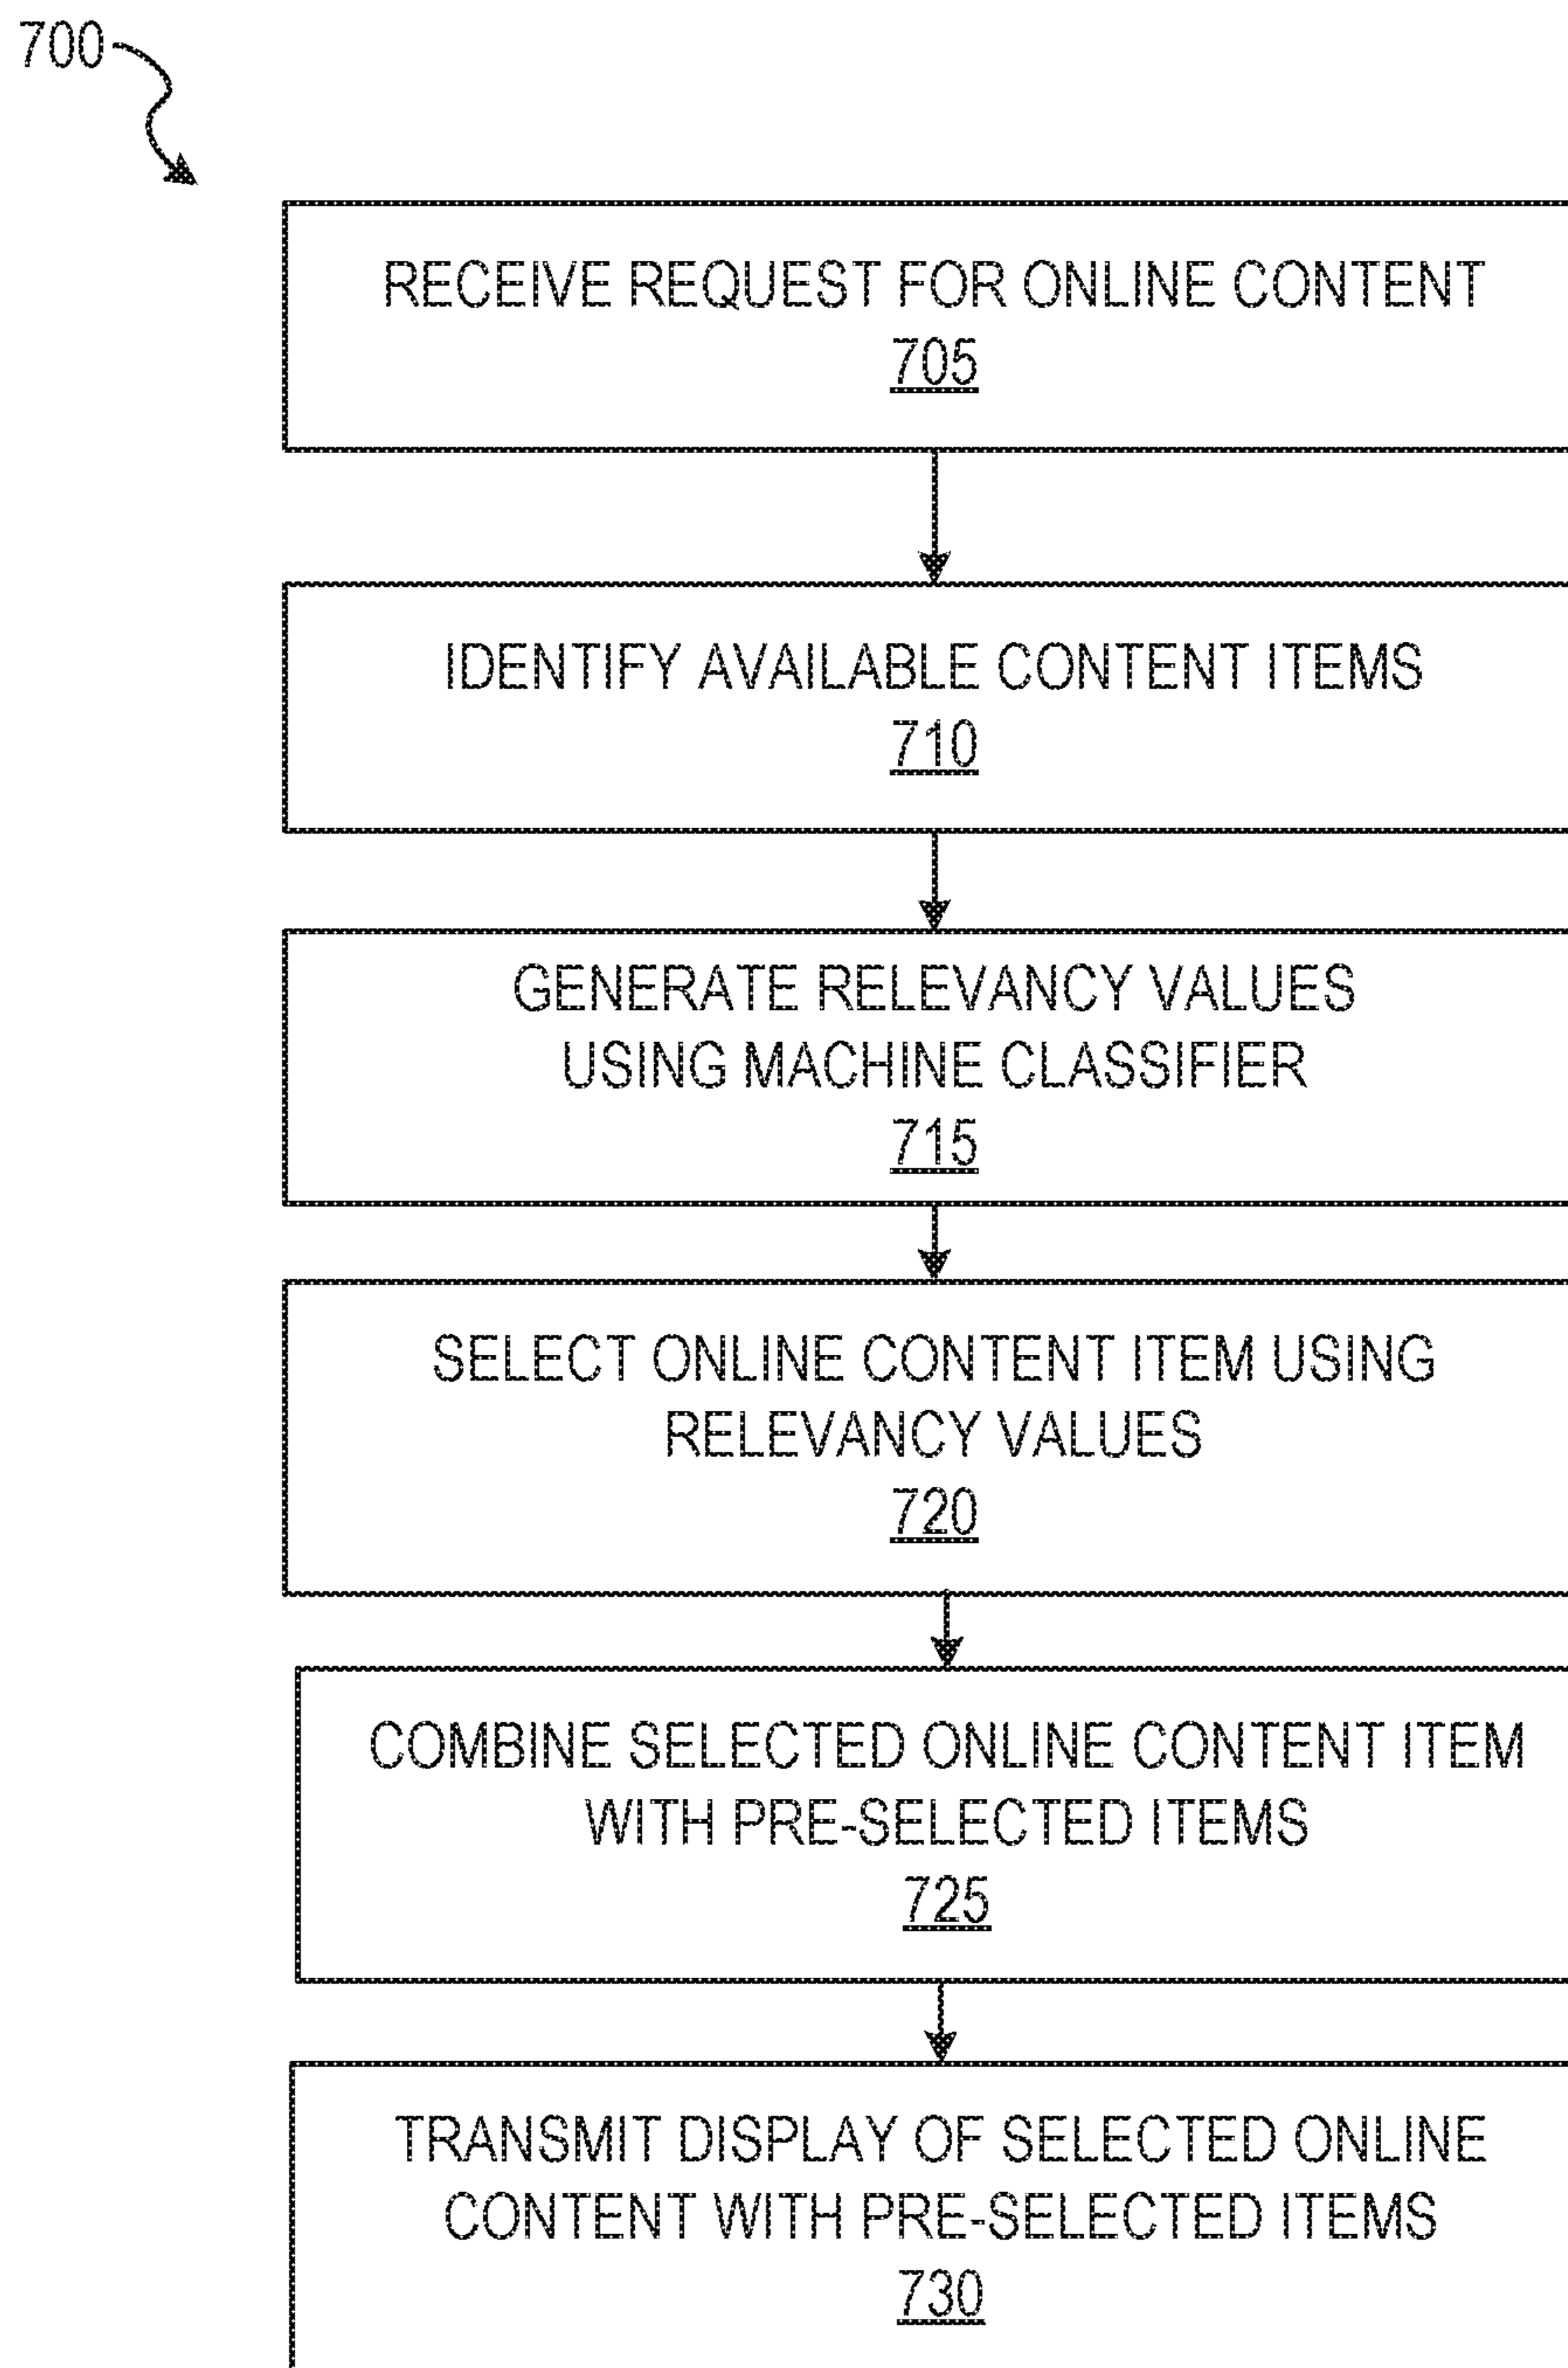 700
RECEIVE REQUEST FOR ONLINE CONTENT
705
IDENTIFY AVAILABLE CONTENT ITEMS
710
GENERATE RELEVANCY VALUES
USING MACHINE CLASSIFIER
715
SELECT ONLINE CONTENT ITEM USING
RELEVANCY VALUES
720
COMBINE SELECTED ONLINE CONTENT ITEM
WITH PRE-SELECTED ITEMS
725
TRANSMIT DISPLAY OF SELECTED ONLINE
CONTENT WITH PRE-SELECTED ITEMS
730